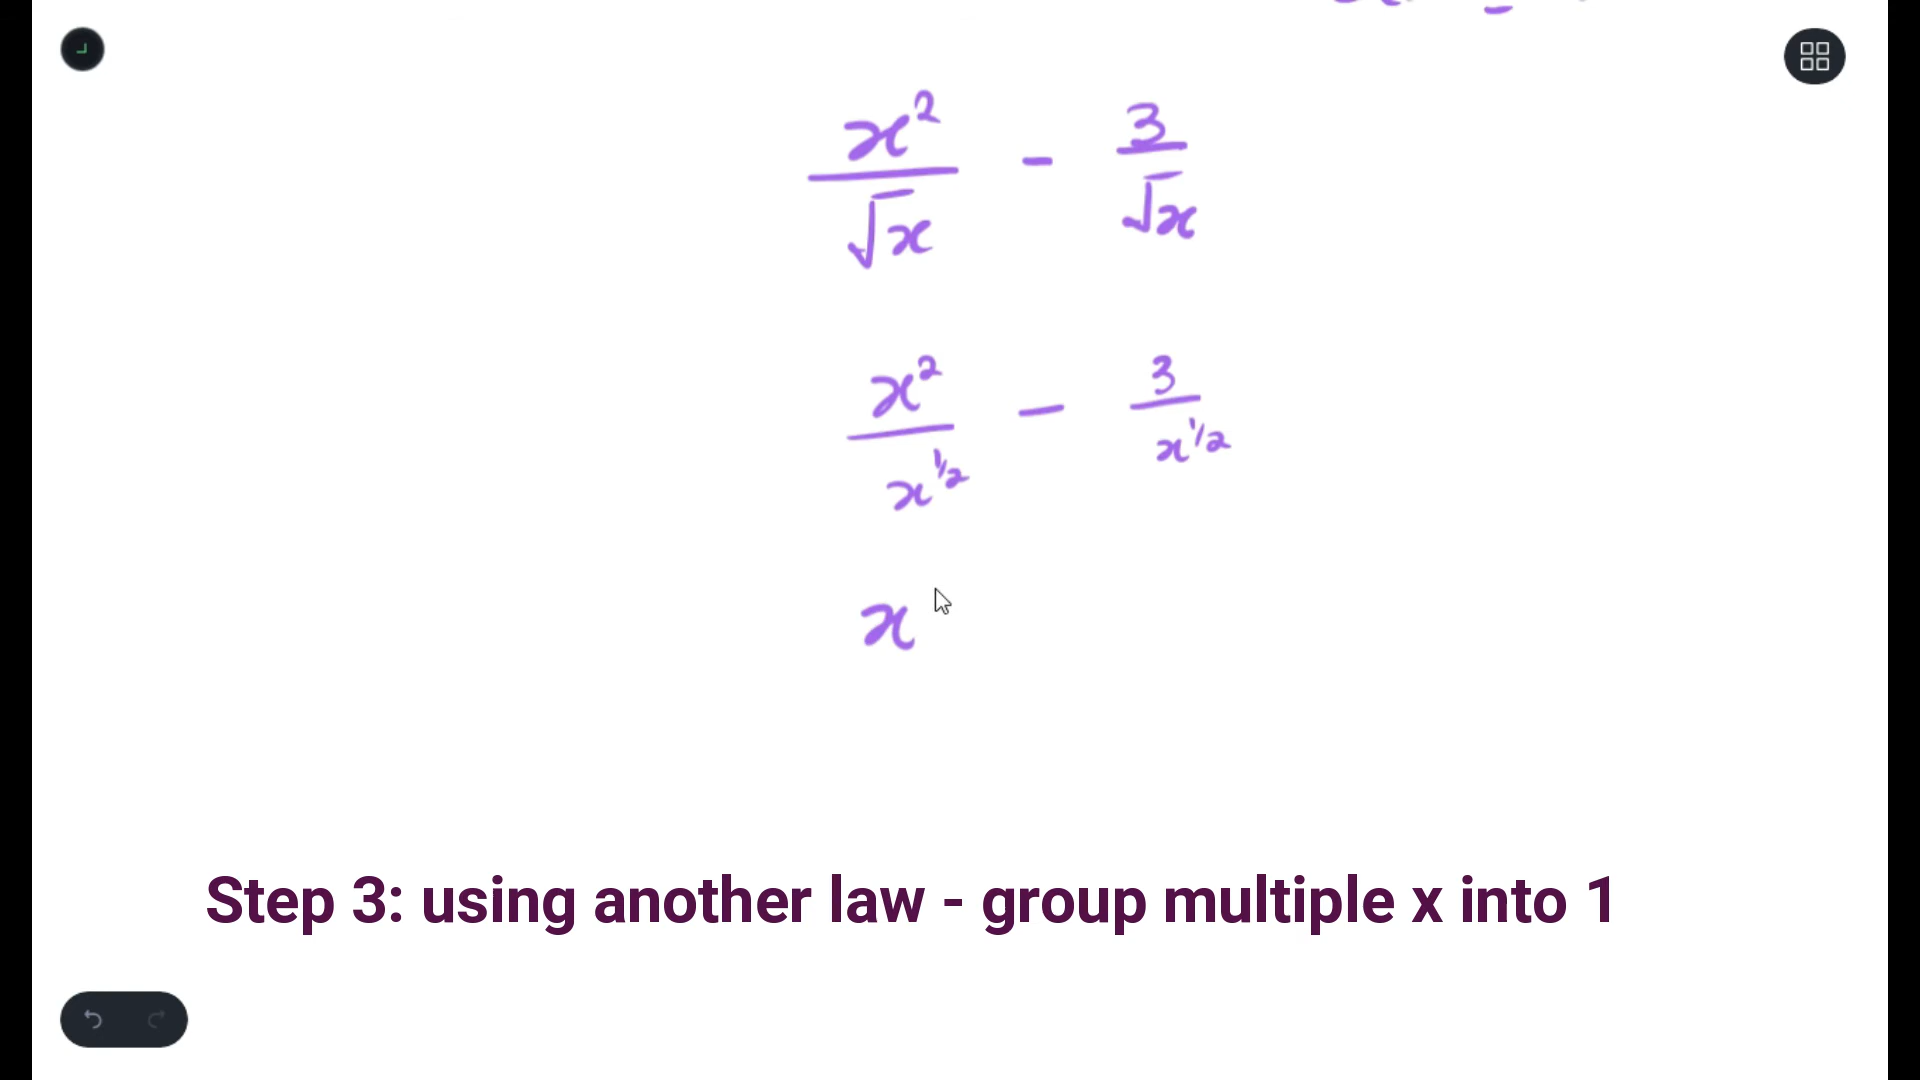 x² / √x - 3 / √x
x² / x^1/2 - 3 / x^1/2
x
Step 3: using another law - group multiple x into 1